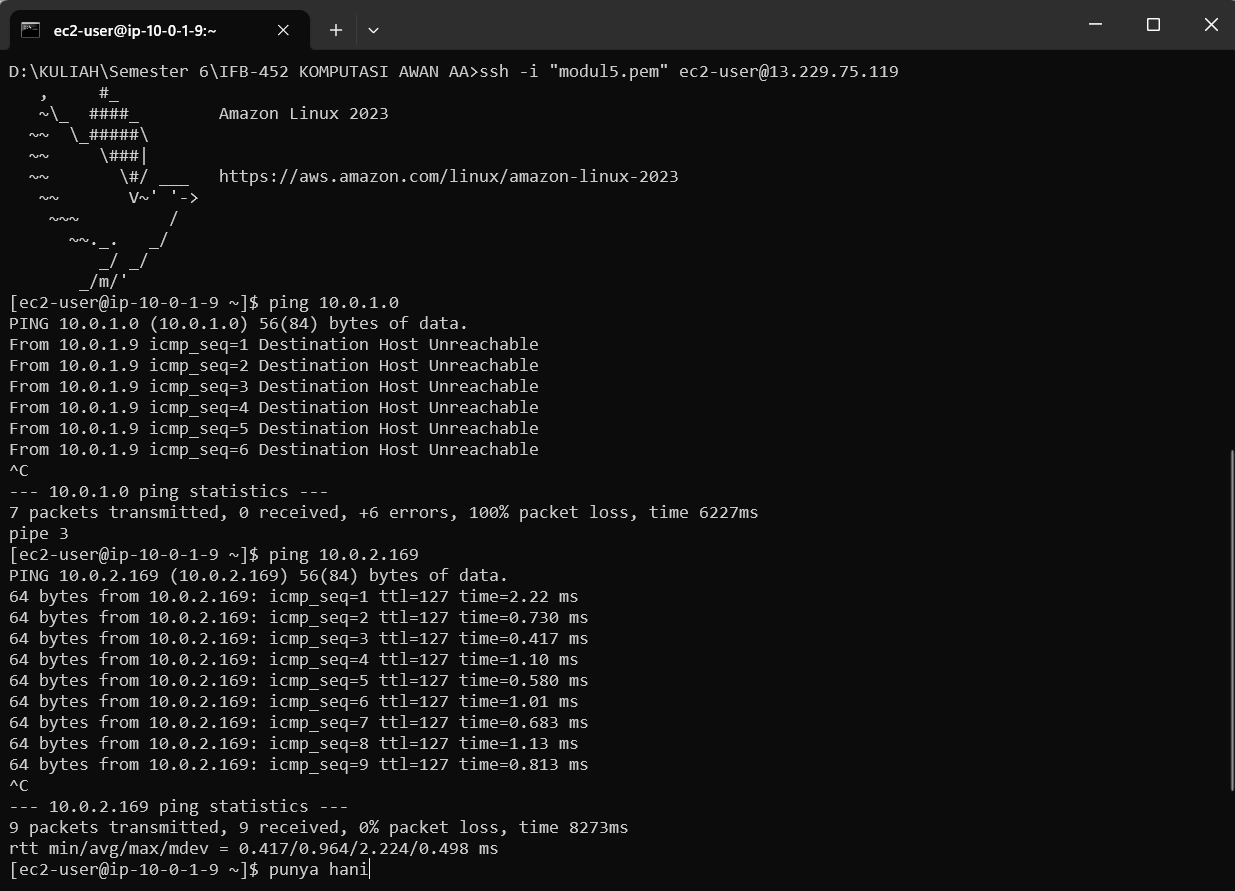 ec2-user@ip-10-0-1-9:~
D:\KULIAH\Semester 6\IFB-452 KOMPUTASI AWAN AA>ssh -i "modul5.pem" ec2-user@13.229.75.119
   ,     #_
   ~\_  ####_        Amazon Linux 2023
  ~~  \_#####\
  ~~     \###|
  ~~       \#/ ___   https://aws.amazon.com/linux/amazon-linux-2023
   ~~       V~' '->
    ~~~         /
      ~~._.   _/
         _/ _/
       _/m/'
[ec2-user@ip-10-0-1-9 ~]$ ping 10.0.1.0
PING 10.0.1.0 (10.0.1.0) 56(84) bytes of data.
From 10.0.1.9 icmp_seq=1 Destination Host Unreachable
From 10.0.1.9 icmp_seq=2 Destination Host Unreachable
From 10.0.1.9 icmp_seq=3 Destination Host Unreachable
From 10.0.1.9 icmp_seq=4 Destination Host Unreachable
From 10.0.1.9 icmp_seq=5 Destination Host Unreachable
From 10.0.1.9 icmp_seq=6 Destination Host Unreachable
^C
--- 10.0.1.0 ping statistics ---
7 packets transmitted, 0 received, +6 errors, 100% packet loss, time 6227ms
pipe 3
[ec2-user@ip-10-0-1-9 ~]$ ping 10.0.2.169
PING 10.0.2.169 (10.0.2.169) 56(84) bytes of data.
64 bytes from 10.0.2.169: icmp_seq=1 ttl=127 time=2.22 ms
64 bytes from 10.0.2.169: icmp_seq=2 ttl=127 time=0.730 ms
64 bytes from 10.0.2.169: icmp_seq=3 ttl=127 time=0.417 ms
64 bytes from 10.0.2.169: icmp_seq=4 ttl=127 time=1.10 ms
64 bytes from 10.0.2.169: icmp_seq=5 ttl=127 time=0.580 ms
64 bytes from 10.0.2.169: icmp_seq=6 ttl=127 time=1.01 ms
64 bytes from 10.0.2.169: icmp_seq=7 ttl=127 time=0.683 ms
64 bytes from 10.0.2.169: icmp_seq=8 ttl=127 time=1.13 ms
64 bytes from 10.0.2.169: icmp_seq=9 ttl=127 time=0.813 ms
^C
--- 10.0.2.169 ping statistics ---
9 packets transmitted, 9 received, 0% packet loss, time 8273ms
rtt min/avg/max/mdev = 0.417/0.964/2.224/0.498 ms
[ec2-user@ip-10-0-1-9 ~]$ punya hani